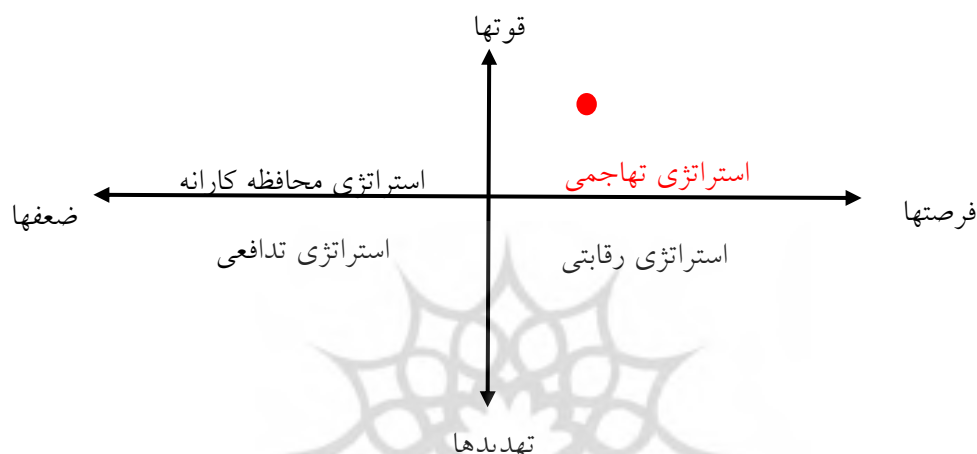 قوتها
استراتژی تهاجمی
استراتژی محافظه کارانه
فرصتها
ضعفها
استراتژی رقابتی
استراتژی تدافعی
تهدیدها